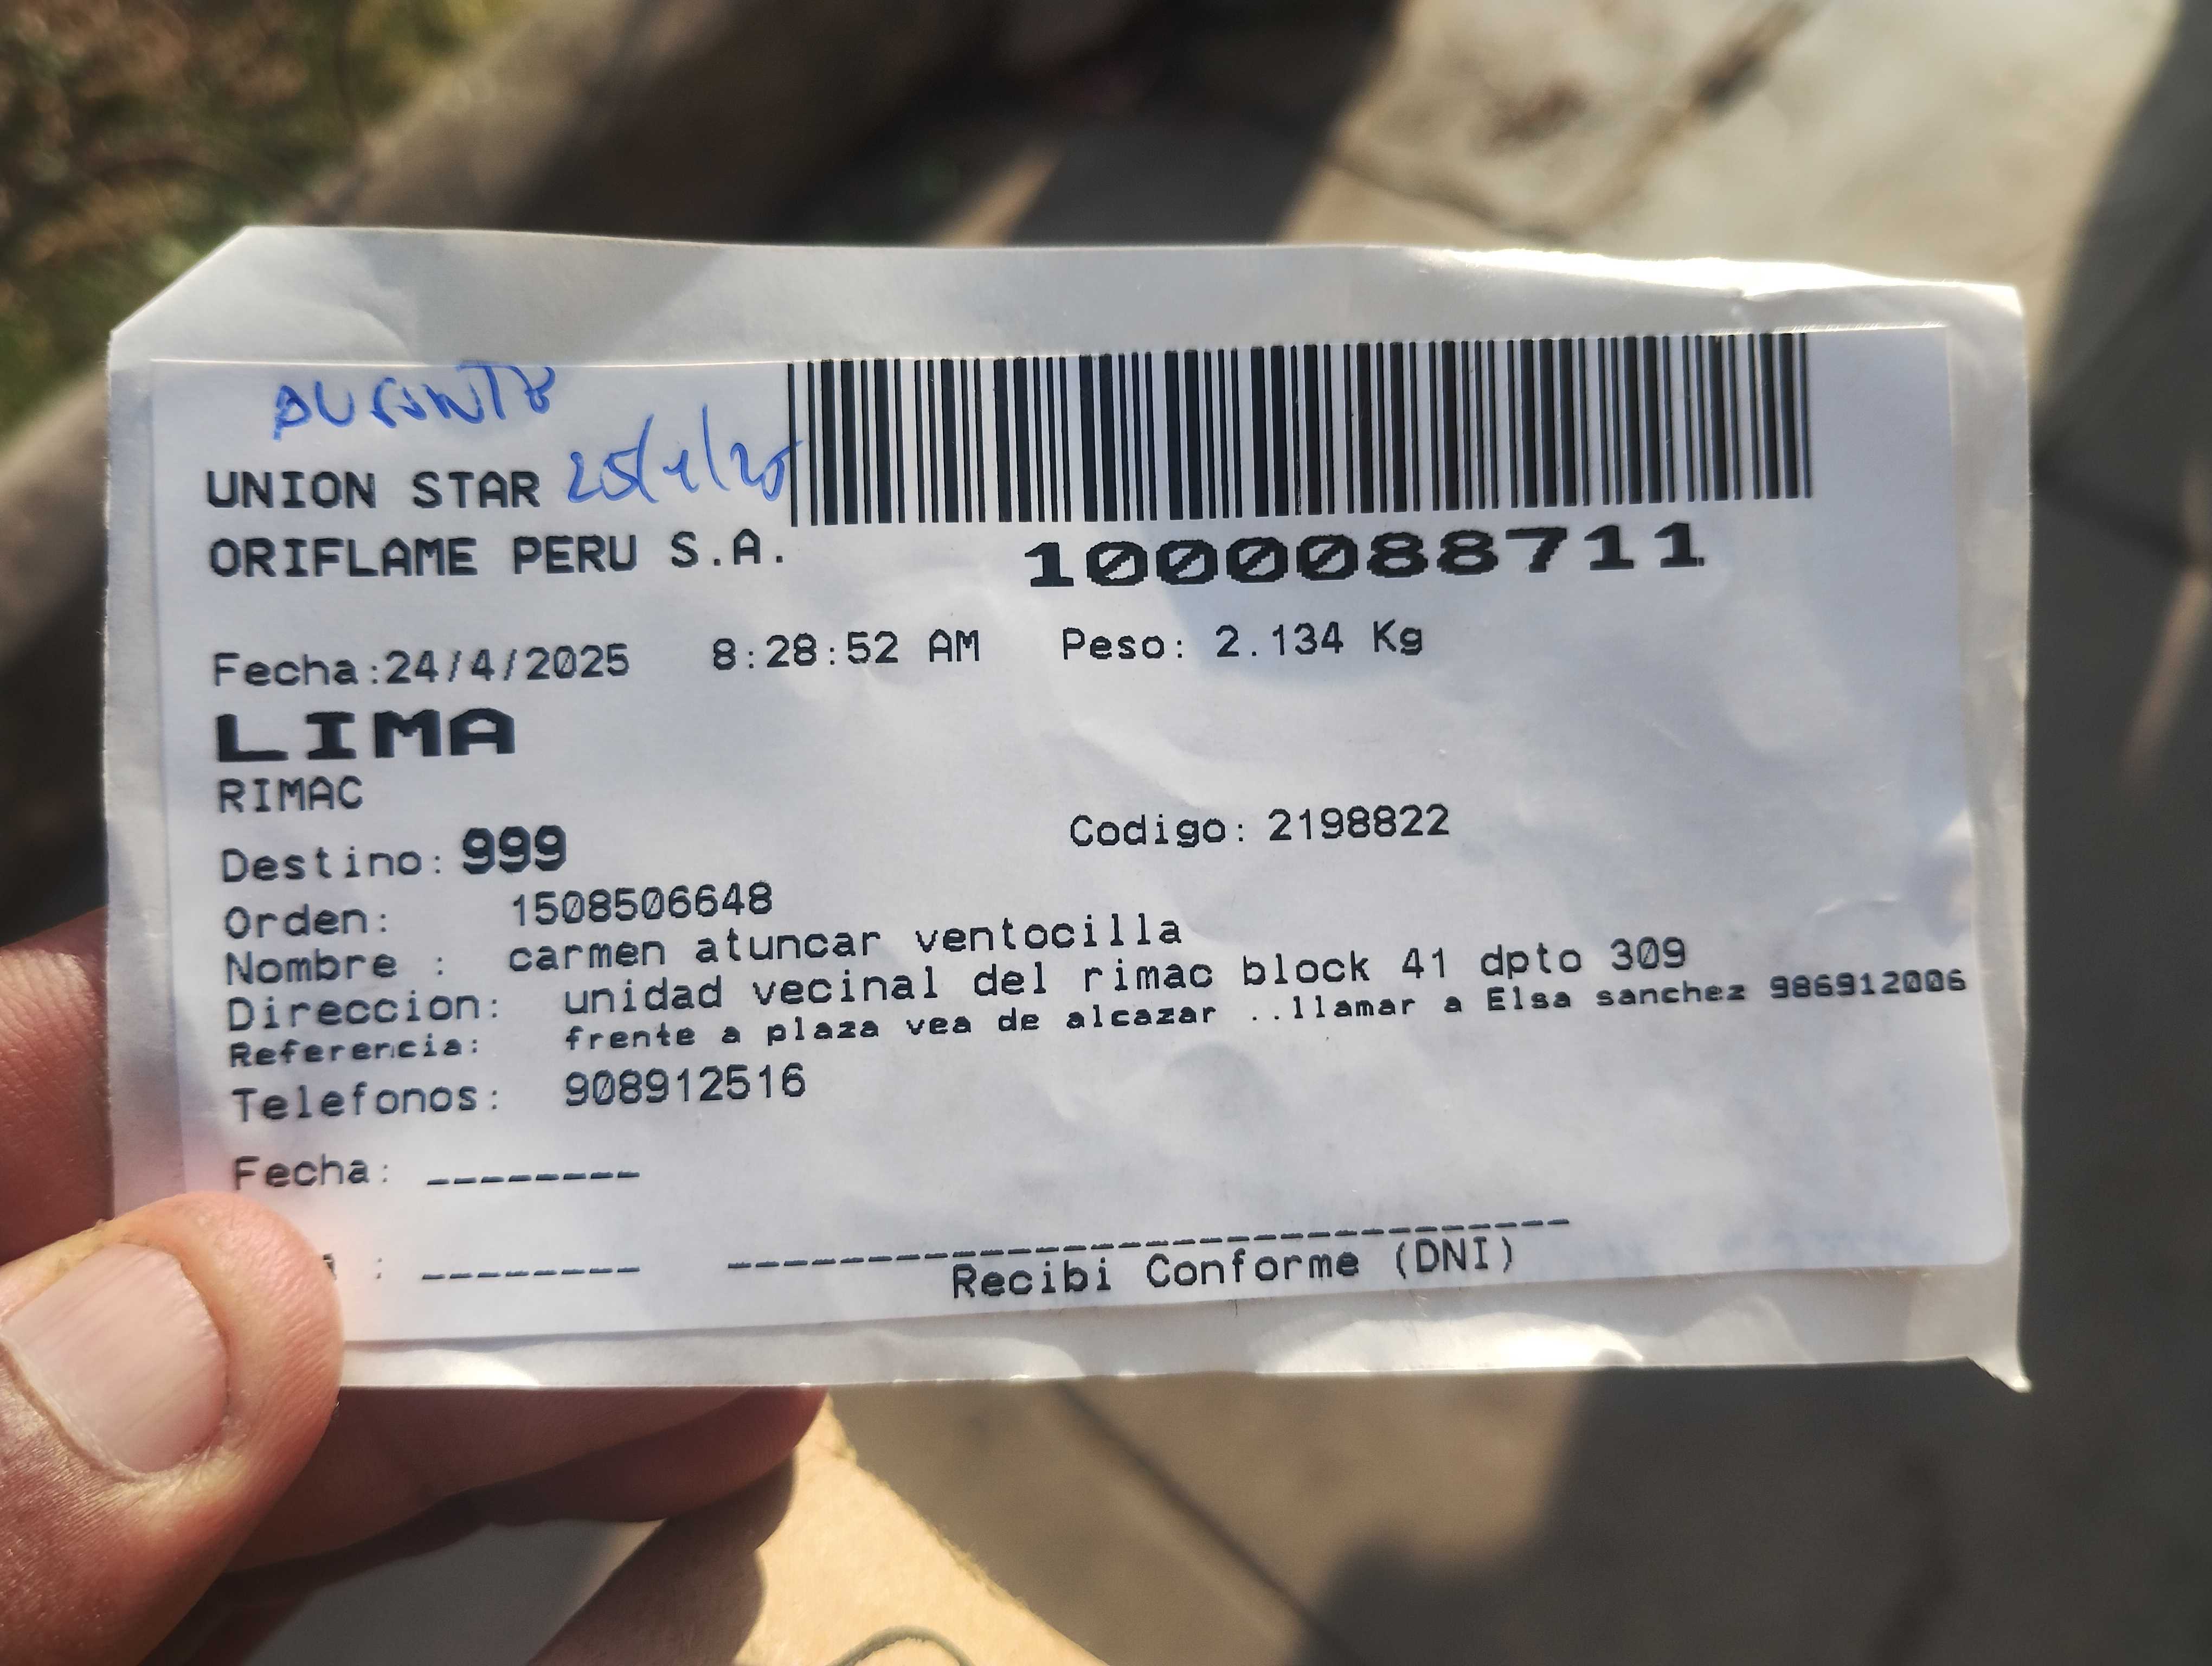 AUSENTE
UNION STAR 25/4/25
ORIFLAME PERU S.A.
1000088711
Fecha:24/4/2025 8:28:52 AM Peso: 2.134 Kg
LIMA
RIMAC
Destino: 999 Codigo: 2198822
Orden: 1508506648
Nombre : carmen atuncar ventocilla
Direccion: unidad vecinal del rimac block 41 dpto 309
Referencia: frente a plaza vea de alcazar ..llamar a Elsa sanchez 986912006
Telefonos: 908912516
Fecha: --------
: --------
Recibi Conforme (DNI)